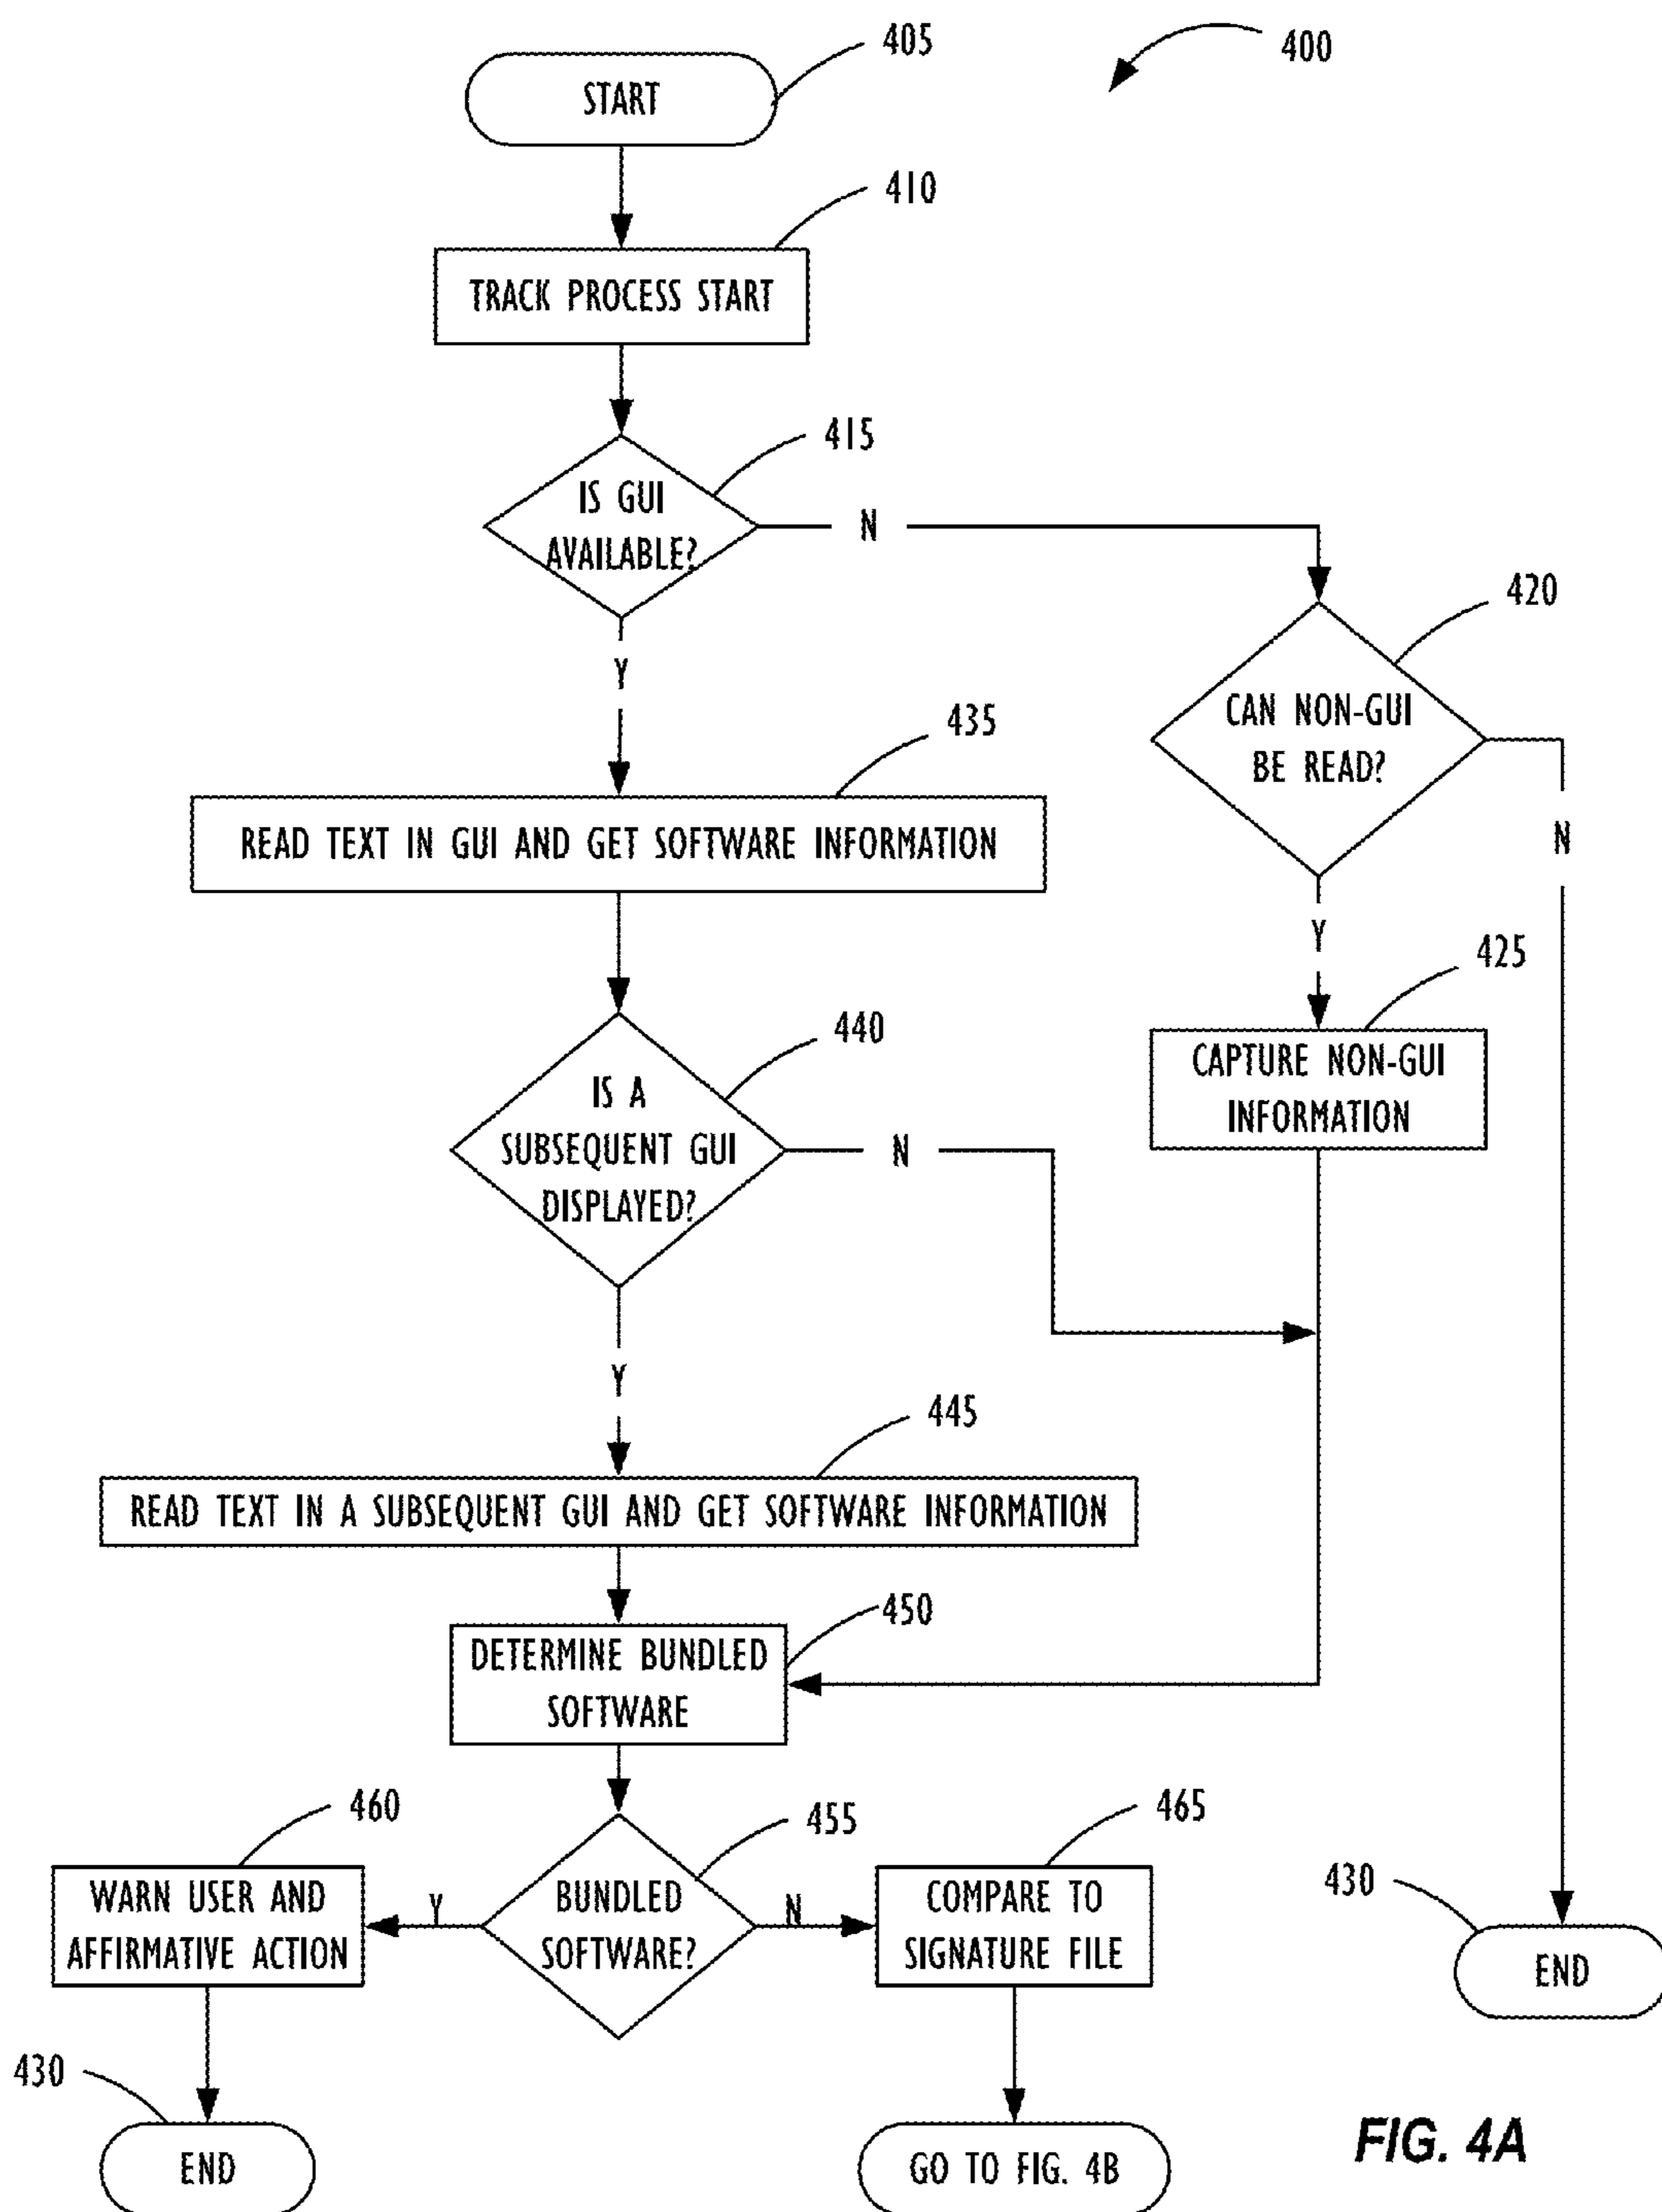 405
400
START
410
TRACK PROCESS START
415
IS GUI
AVAILABLE?
N
420
Y
CAN NON-GUI
BE READ?
435
N
READ TEXT IN GUI AND GET SOFTWARE INFORMATION
Y
425
440
CAPTURE NON-GUI
INFORMATION
IS A
SUBSEQUENT GUI
DISPLAYED?
N
Y
445
READ TEXT IN A SUBSEQUENT GUI AND GET SOFTWARE INFORMATION
450
DETERMINE BUNDLED
SOFTWARE
460
455
465
WARN USER AND
AFFIRMATIVE ACTION
Y
BUNDLED
SOFTWARE?
N
COMPARE TO
SIGNATURE FILE
430
END
430
END
GO TO FIG. 4B
FIG. 4A